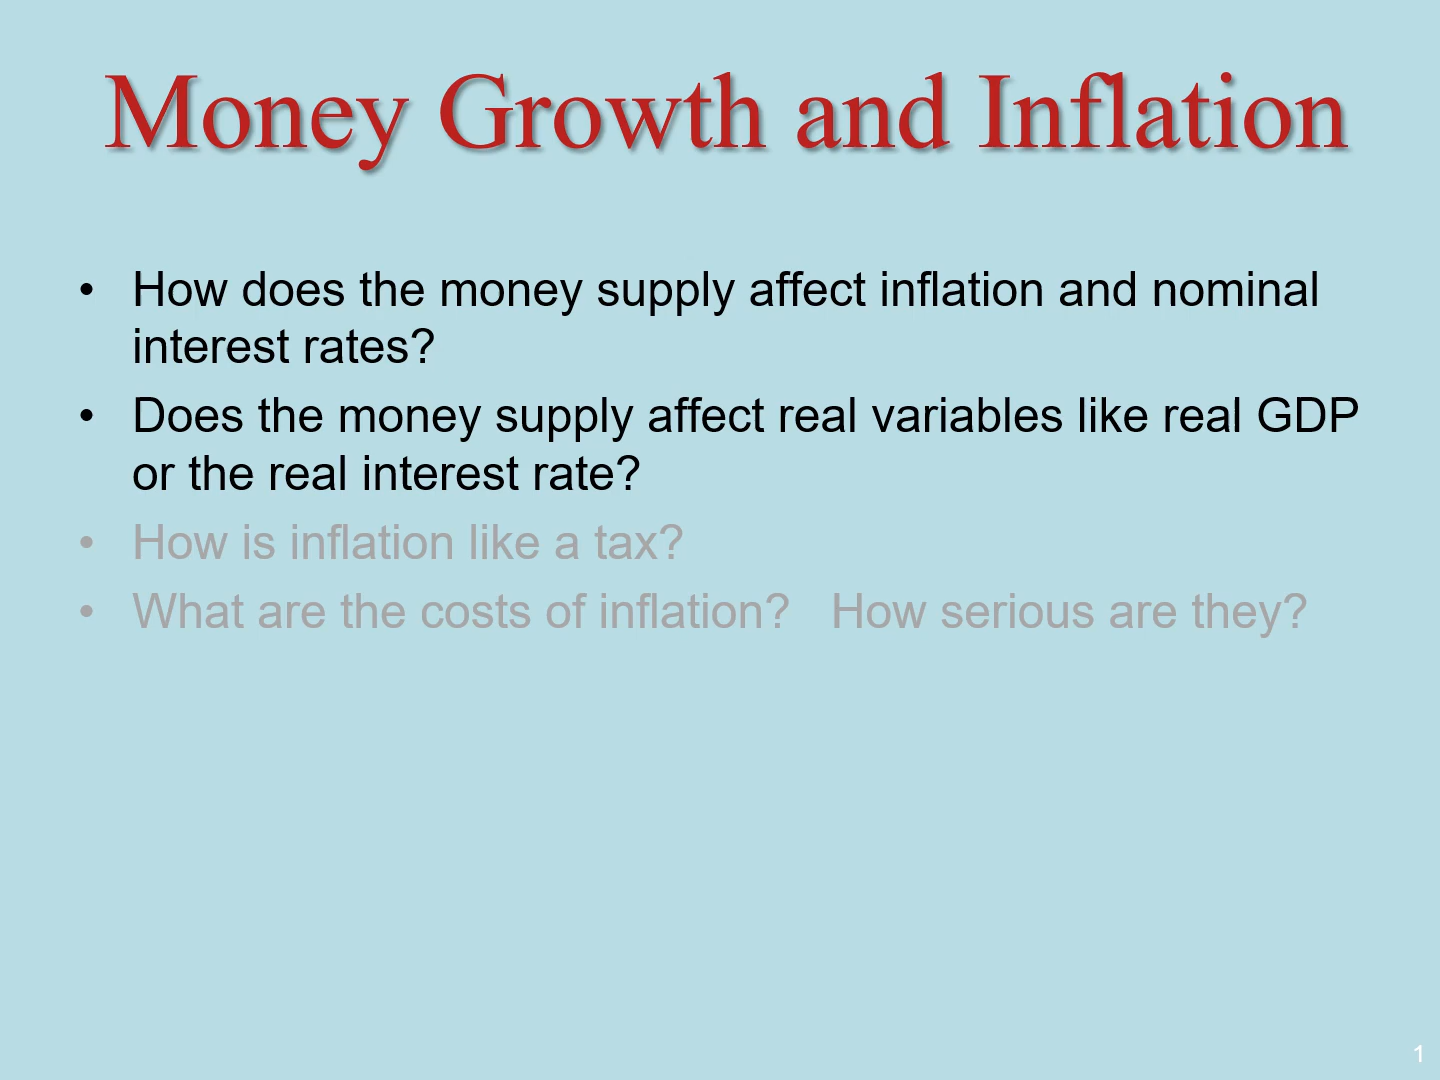 Money Growth and Inflation
• How does the money supply affect inflation and nominal
interest rates?
• Does the money supply affect real variables like real GDP
or the real interest rate?
• How is inflation like a tax?
• What are the costs of inflation?   How serious are they?
1